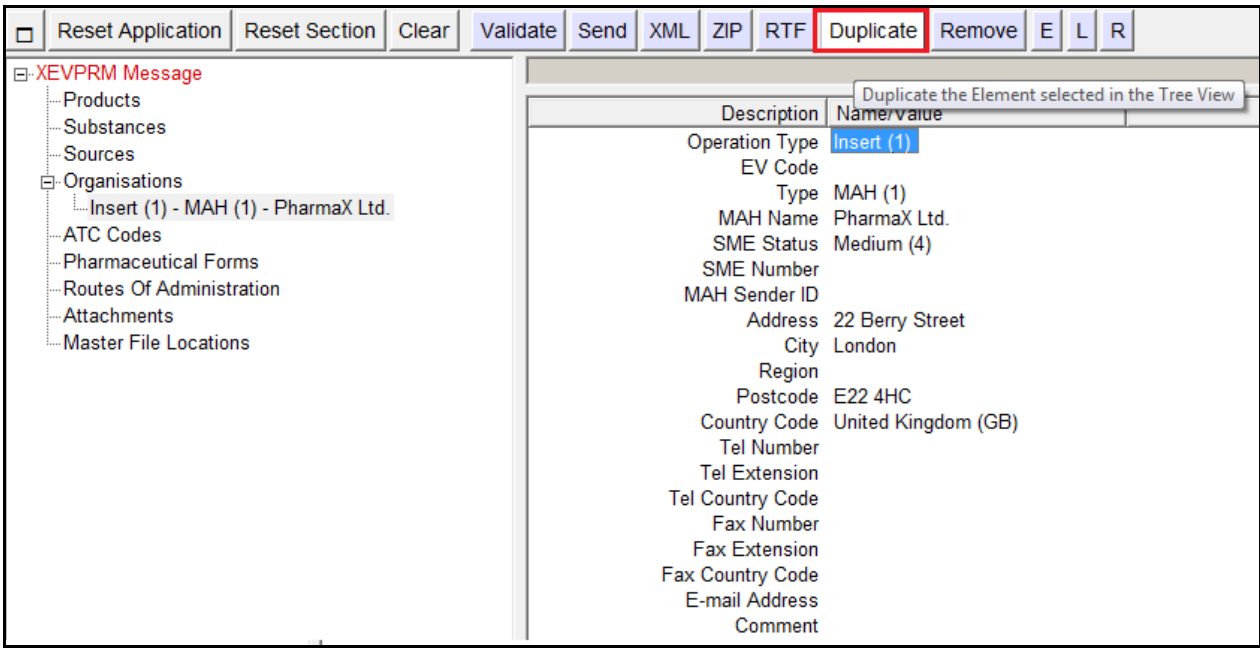 Reset Application Reset Section Clear Validate Send XML ZIP RTF Duplicate Remove E L R
XEVPRM Message
Products
Substances
Sources
Organisations
Insert (1) - MAH (1) - PharmaX Ltd.
ATC Codes
Pharmaceutical Forms
Routes Of Administration
Attachments
Master File Locations
Duplicate the Element selected in the Tree View
Description Name/Value
Operation Type Insert (1)
EV Code
Type MAH (1)
MAH Name PharmaX Ltd.
SME Status Medium (4)
SME Number
MAH Sender ID
Address 22 Berry Street
City London
Region
Postcode E22 4HC
Country Code United Kingdom (GB)
Tel Number
Tel Extension
Tel Country Code
Fax Number
Fax Extension
Fax Country Code
E-mail Address
Comment